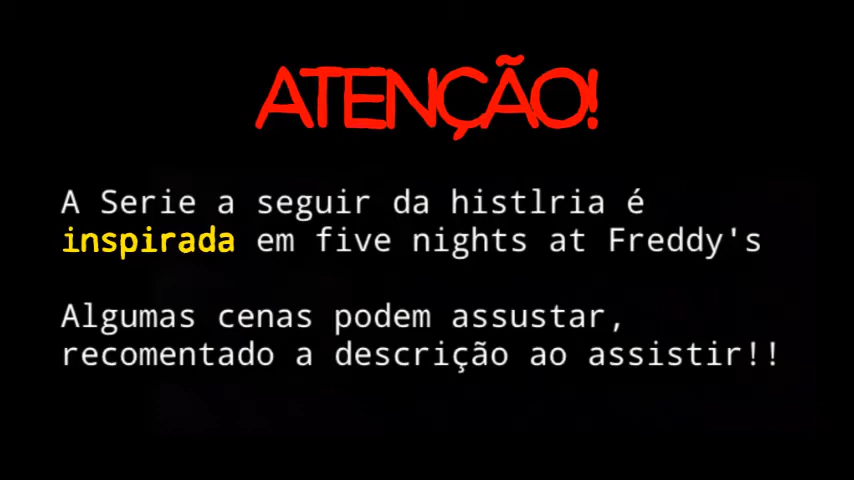 ATENÇÃO!
A Serie a seguir da histlria é
inspirada em five nights at Freddy's
Algumas cenas podem assustar,
recomentado a descrição ao assistir!!